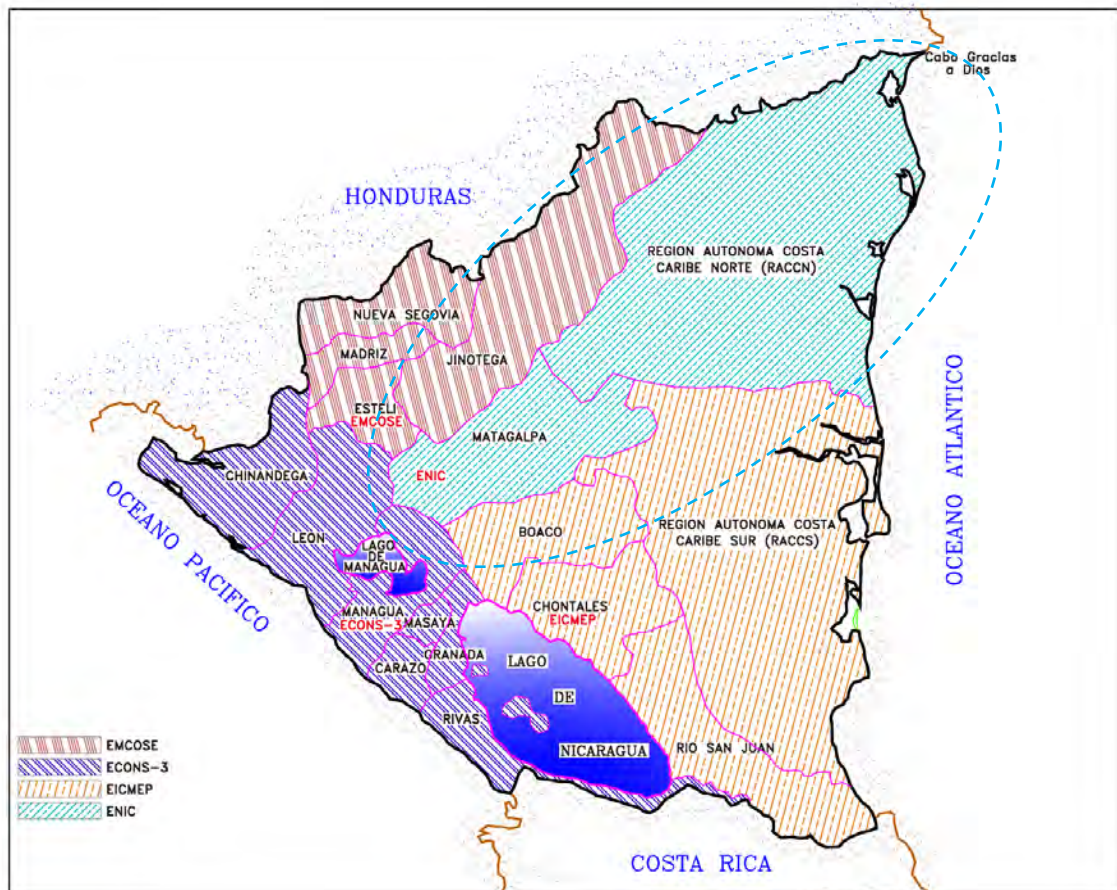 Cabo Gracias
a Dios
HONDURAS
REGION AUTONOMA COSTA
CARIBE NORTE (RACCN)
NUEVA SEGOVIA
MADRIZ
JINOTEGA
ESTELI
EMCOSE
MATAGALPA
ENIC
CHINANDEGA
OCEANO ATLANTICO
OCEANO PACIFICO
LEON
LAGO
DE
MANAGUA
BOACO
REGION AUTONOMA COSTA
CARIBE SUR (RACCS)
MANAGUA
ECONS-3
MASAYA
CHONTALES
EICMEP
GRANADA
CARAZO
LAGO
DE
NICARAGUA
RIVAS
RIO SAN JUAN
EMCOSE
ECONS-3
EICMEP
ENIC
COSTA RICA